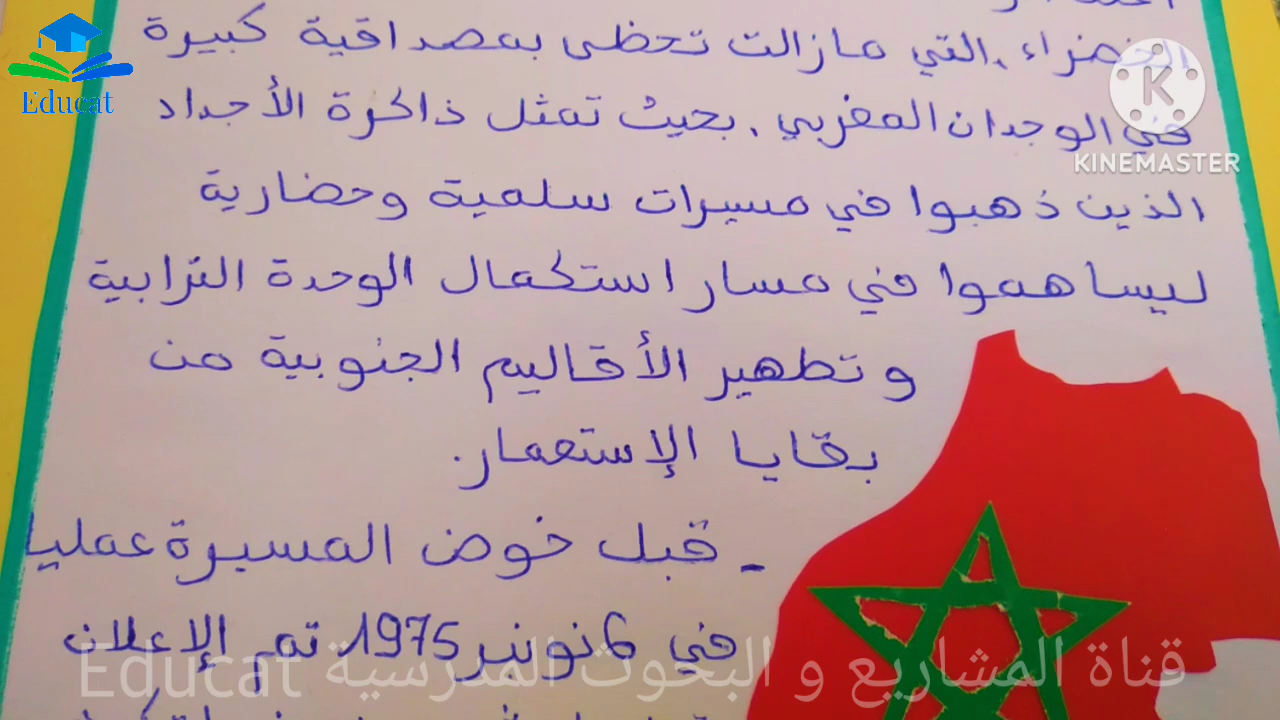 الخضراء، التي مازالت تحظى بمصداقية كبيرة
في الوجدان المغربي. بحيث تمثل ذاكرة الأجداد
الذين ذهبوا في مسيرات سلمية وحضارية
ليساهموا في مسار استكمال الوحدة الترابية
وتطهير الأقاليم الجنوبية من
بقايا الإستعمار.
- قبل خوض المسيرة عمليا
في 6 نونبر 1975 تم الإعلان
Educat
KINEMASTER
قناة المشاريع و البحوث المدرسية Educat